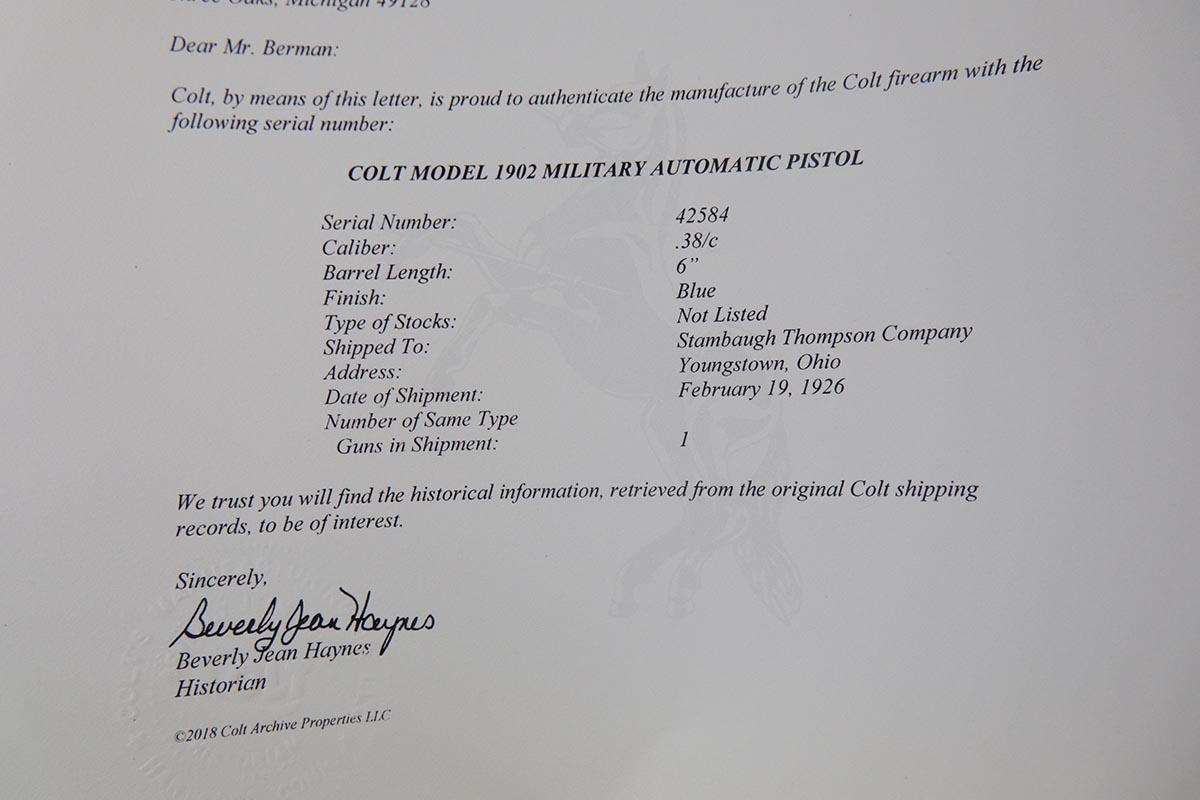 Oaks, Michigan 49128
Dear Mr. Berman:
Colt, by means of this letter, is proud to authenticate the manufacture of the Colt firearm with the
following serial number:
COLT MODEL 1902 MILITARY AUTOMATIC PISTOL
Serial Number: 42584
Caliber: .38/c
Barrel Length: 6”
Finish: Blue
Type of Stocks: Not Listed
Shipped To: Stambaugh Thompson Company
Address: Youngstown, Ohio
Date of Shipment: February 19, 1926
Number of Same Type
Guns in Shipment: 1
We trust you will find the historical information, retrieved from the original Colt shipping
records, to be of interest.
Sincerely,
Beverly Jean Haynes
Beverly Jean Haynes
Historian
©2018 Colt Archive Properties LLC